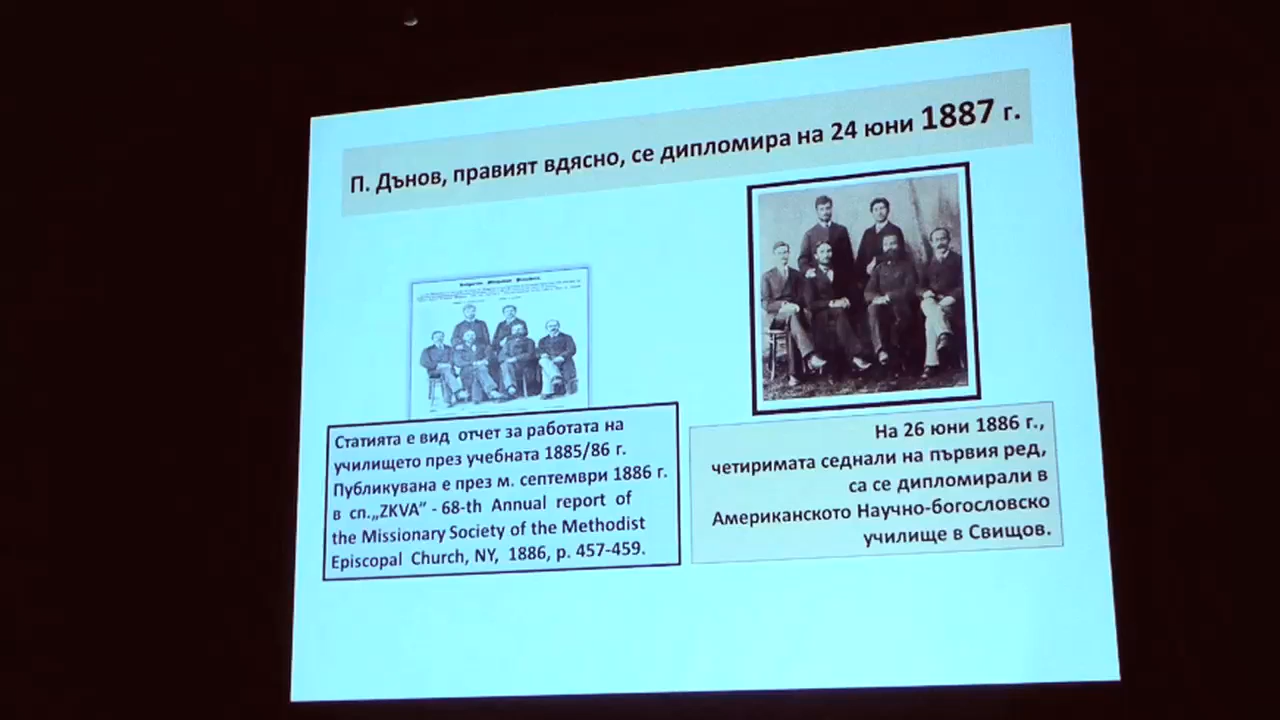 П. Дънов, правият вдясно, се дипломира на 24 юни 1887 г.
Статията е вид отчет за работата на
училището през учебната 1885/86 г.
Публикувана е през м. септември 1886 г.
в сп.„ZKVA“ - 68-th Annual report of
the Missionary Society of the Methodist
Episcopal Church, NY, 1886, p. 457-459.
На 26 юни 1886 г.,
четиримата седнали на първия ред,
са се дипломирали в
Американското Научно-богословско
училище в Свищов.